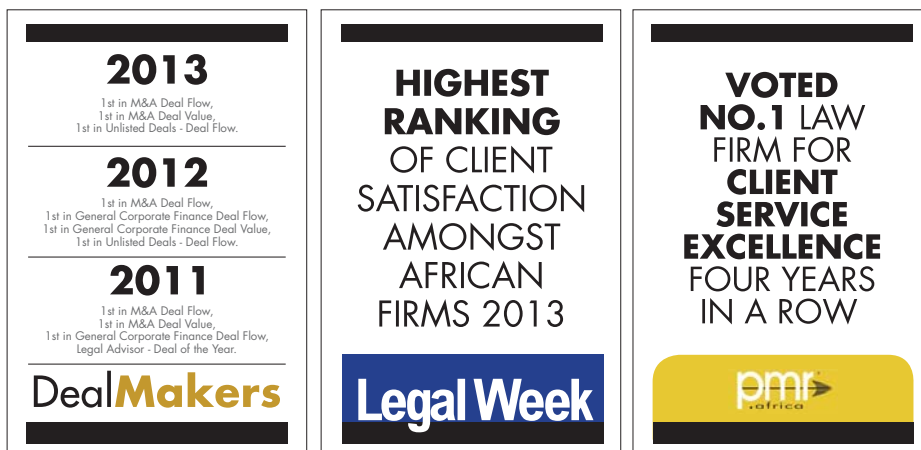 2013
1st in M&A Deal Flow,
1st in M&A Deal Value,
1st in Unlisted Deals - Deal Flow.
2012
1st in M&A Deal Flow,
1st in General Corporate Finance Deal Flow,
1st in General Corporate Finance Deal Value,
1st in Unlisted Deals - Deal Flow.
2011
1st in M&A Deal Flow,
1st in M&A Deal Value,
1st in General Corporate Finance Deal Flow,
Legal Advisor - Deal of the Year.
DealMakers
HIGHEST
RANKING
OF CLIENT
SATISFACTION
AMONGST
AFRICAN
FIRMS 2013
Legal Week
VOTED
NO.1 LAW
FIRM FOR
CLIENT
SERVICE
EXCELLENCE
FOUR YEARS
IN A ROW
pmr
.africa